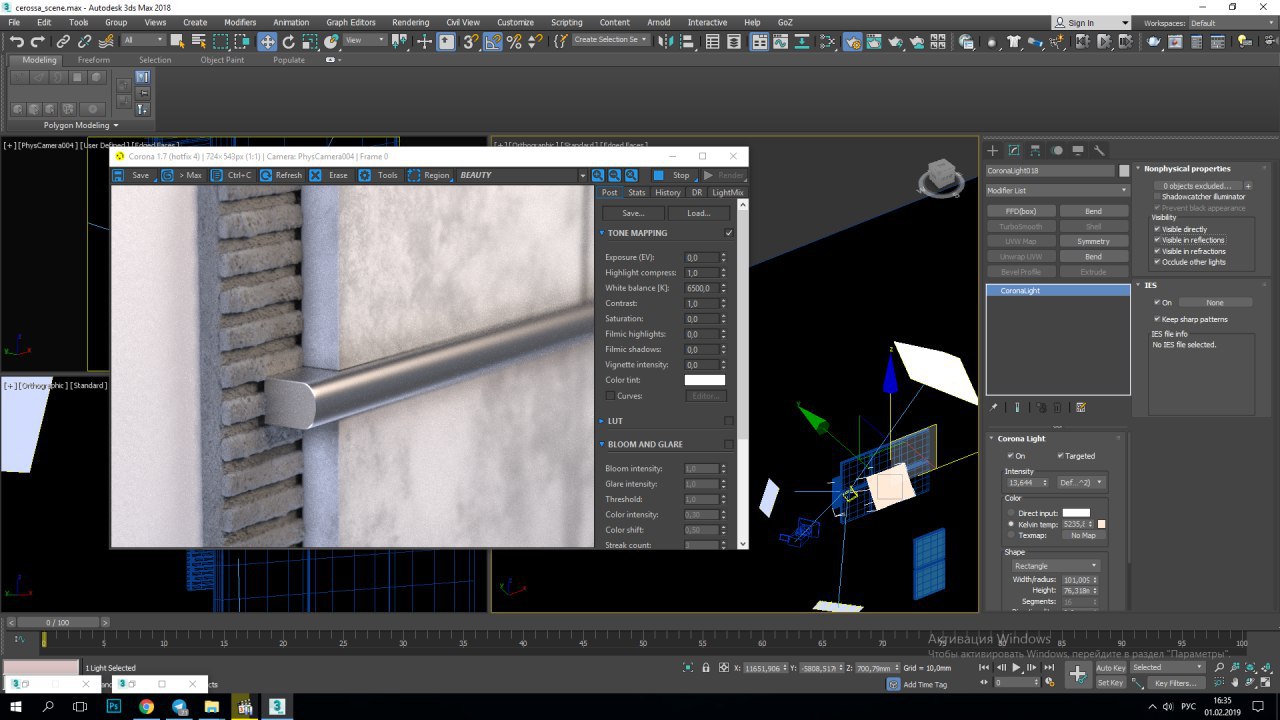 cerossa_scene.max - Autodesk 3ds Max 2018
File Edit Tools Group Views Create Modifiers Animation Graph Editors Rendering Civil View Customize Scripting Content Arnold Interactive Help GoZ
Sign In Workspaces: Default
All View Create Selection Se
Modeling Freeform Selection Object Paint Populate
Polygon Modeling
[+] [PhysCamera004] [User Defined] [Edged Faces]
[+] [Orthographic] [Standard] [Edged Faces]
Corona 1.7 (hotfix 4) | 724×543px (1:1) | Camera: PhysCamera004 | Frame 0
Save > Max Ctrl+C Refresh Erase Tools Region BEAUTY Stop Render
Post Stats History DR LightMix
Save... Load...
TONE MAPPING
Exposure (EV): 0,0
Highlight compress: 1,0
White balance [K]: 6500,0
Contrast: 1,0
Saturation: 0,0
Filmic highlights: 0,0
Filmic shadows: 0,0
Vignette intensity: 0,0
Color tint:
Curves: Editor...
LUT
BLOOM AND GLARE
Bloom intensity: 1,0
Glare intensity: 1,0
Threshold: 1,0
Color intensity: 0,30
Color shift: 0,50
Streak count: 3
[+] [Orthographic] [Standard]
CoronaLight018
Modifier List
FFD(box) Bend
TurboSmooth Shell
UVW Map Symmetry
Unwrap UVW Bend
Bevel Profile Extrude
CoronaLight
Corona Light
On Targeted
Intensity
13,644 Def...^2)
Color
Direct input:
Kelvin temp: 5235,8
Texmap: No Map
Shape
Rectangle
Width/radius: 101,009
Height: 76,318m
Segments: 16
Nonphysical properties
0 objects excluded... +
Shadowcatcher illuminator
Prevent black appearance
Visibility
Visible directly
Visible in reflections
Visible in refractions
Occlude other lights
IES
On None
Keep sharp patterns
IES file info
No IES file selected.
z
y
0 / 100
0 5 10 15 20 25 30 35 40 45 50 55 60 65 70 75 80 85 90 95 100
Активация Windows
Чтобы активировать Windows, перейдите в раздел "Параметры".
1 Light Selected
X: 11651,906 Y: -5808,517 Z: 700,79mm Grid = 10,0mm
Add Time Tag
0
Auto Key Selected
Set Key Key Filters...
РУС
16:35
01.02.2019